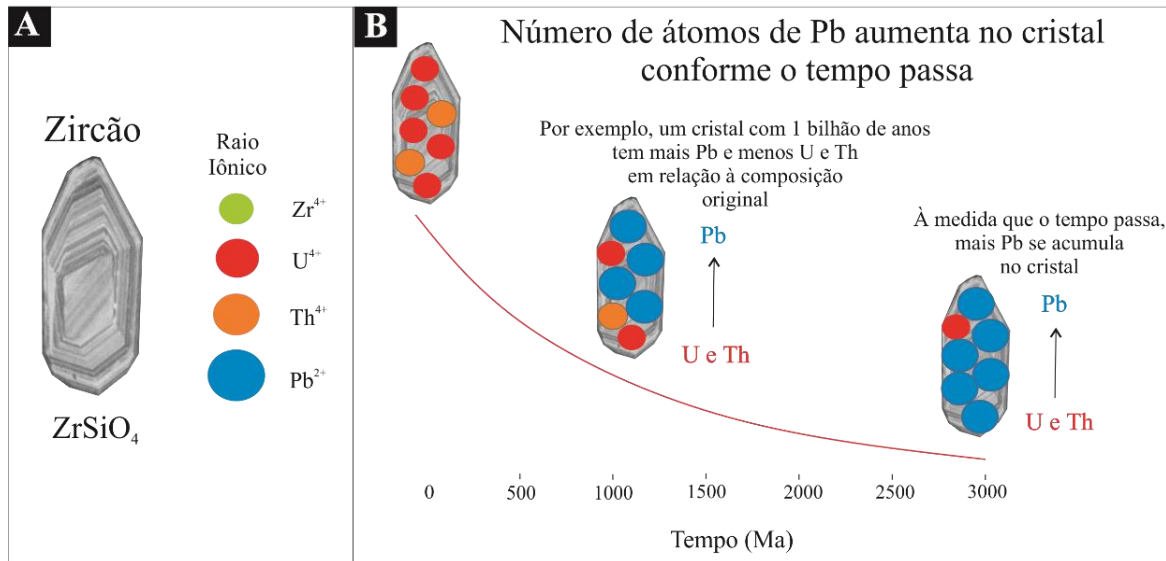 A
Zircão
ZrSiO₄
Raio
Iônico
Zr⁴⁺
U⁴⁺
Th⁴⁺
Pb²⁺
B
Número de átomos de Pb aumenta no cristal
conforme o tempo passa
Por exemplo, um cristal com 1 bilhão de anos
tem mais Pb e menos U e Th
em relação à composição
original
Pb
U e Th
À medida que o tempo passa,
mais Pb se acumula
no cristal
Pb
U e Th
0 500 1000 1500 2000 2500 3000
Tempo (Ma)